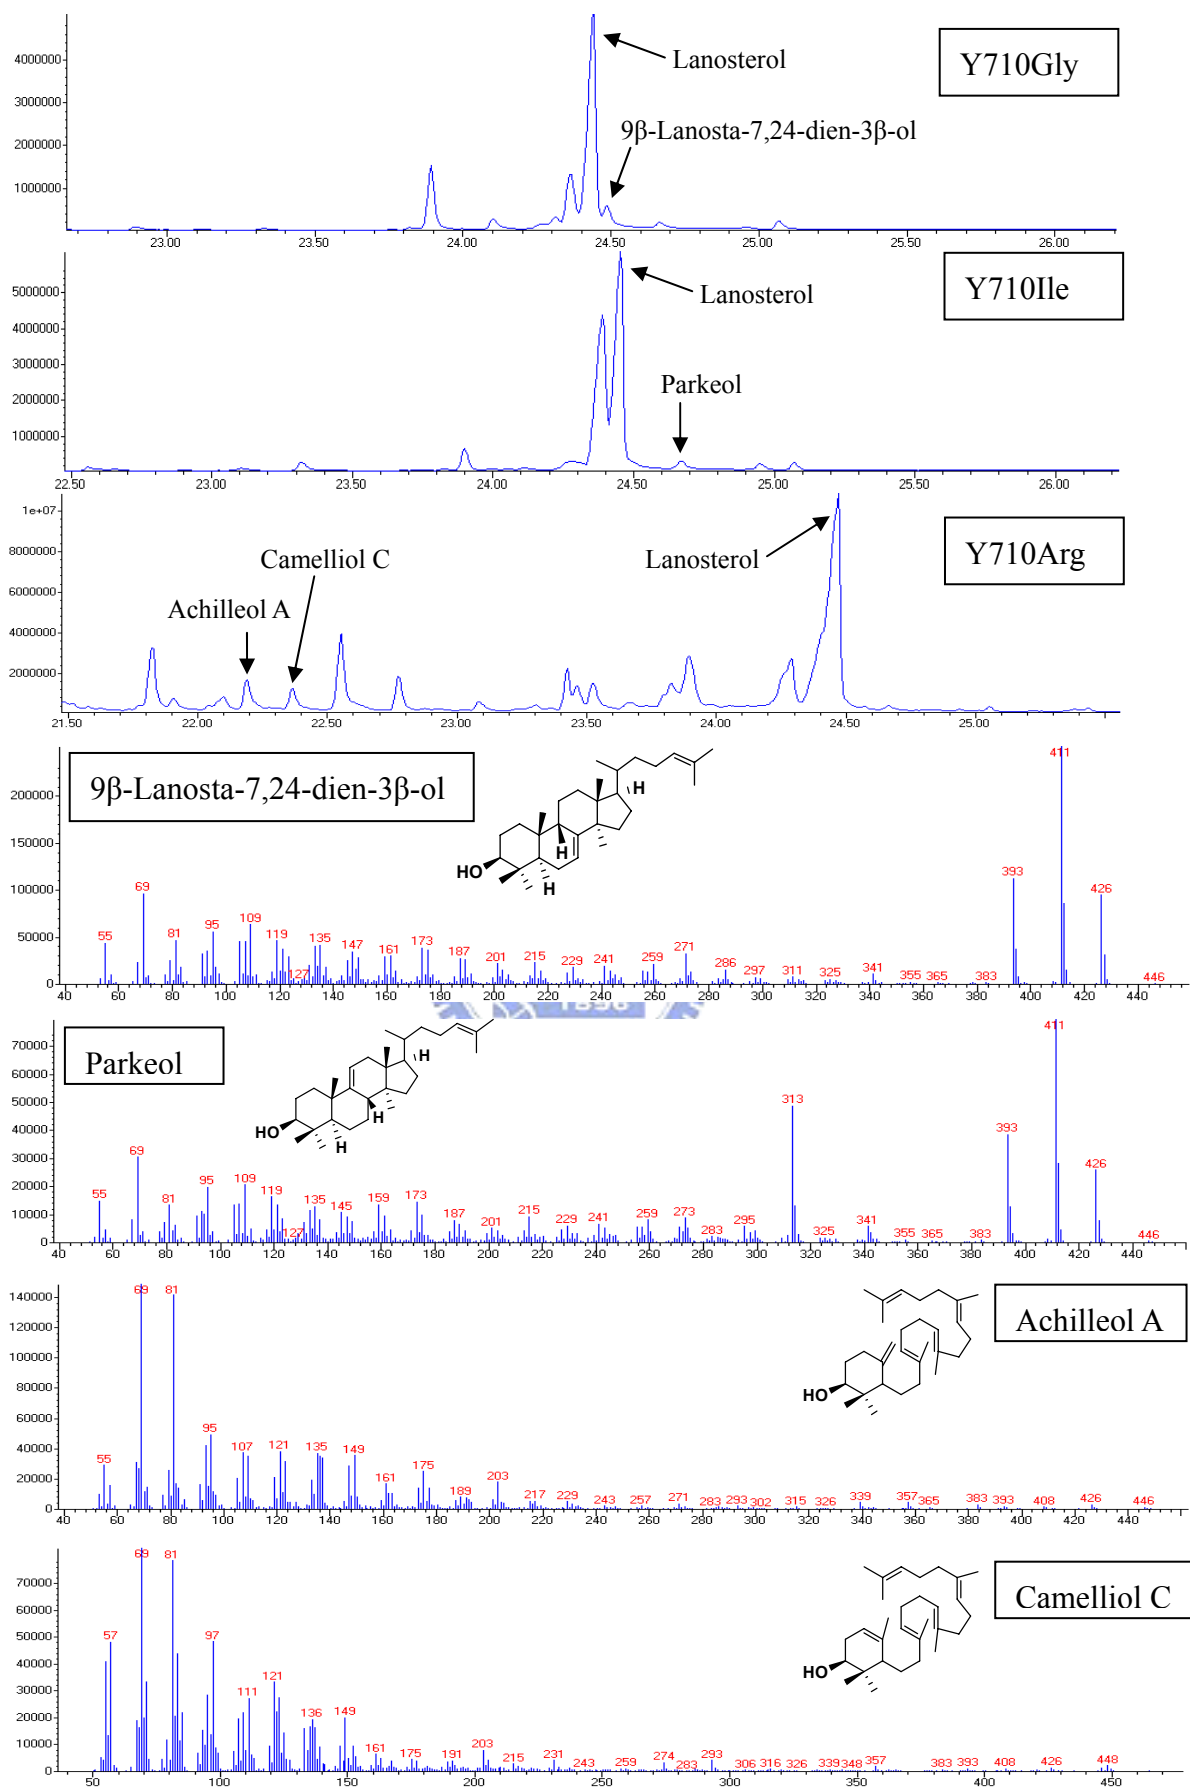 4000000
3000000
2000000
1000000
Lanosterol
9β-Lanosta-7,24-dien-3β-ol
Y710Gly
23.00 23.50 24.00 24.50 25.00 25.50 26.00
5000000
4000000
3000000
2000000
1000000
Lanosterol
Parkeol
Y710Ile
22.50 23.00 23.50 24.00 24.50 25.00 25.50 26.00
1e+07
8000000
6000000
4000000
2000000
Achilleol A
Camelliol C
Lanosterol
Y710Arg
21.50 22.00 22.50 23.00 23.50 24.00 24.50 25.00
9β-Lanosta-7,24-dien-3β-ol
HO H H H
200000
150000
100000
50000
55 69 81 95 109 119 127 135 147 161 173 187 201 215 229 241 259 271 286 297 311 325 341 355 365 383 393 411 426 446
40 60 80 100 120 140 160 180 200 220 240 260 280 300 320 340 360 380 400 420 440
1896
Parkeol
HO H H H
70000
60000
50000
40000
30000
20000
10000
0
55 69 81 95 109 119 127 135 145 159 173 187 201 215 229 241 259 273 283 295 313 325 341 355 365 383 393 411 426 446
40 60 80 100 120 140 160 180 200 220 240 260 280 300 320 340 360 380 400 420 440
Achilleol A
HO
140000
120000
100000
80000
60000
40000
20000
0
55 69 81 95 107 121 135 149 161 175 189 203 217 229 243 257 271 283 293 302 315 326 339 357 365 383 393 408 426 446
40 60 80 100 120 140 160 180 200 220 240 260 280 300 320 340 360 380 400 420 440
Camelliol C
HO
70000
60000
50000
40000
30000
20000
10000
0
57 69 81 97 111 121 136 149 161 175 191 203 215 231 243 259 274 283 293 306 316 326 339 348 357 383 393 408 426 448
50 100 150 200 250 300 350 400 450